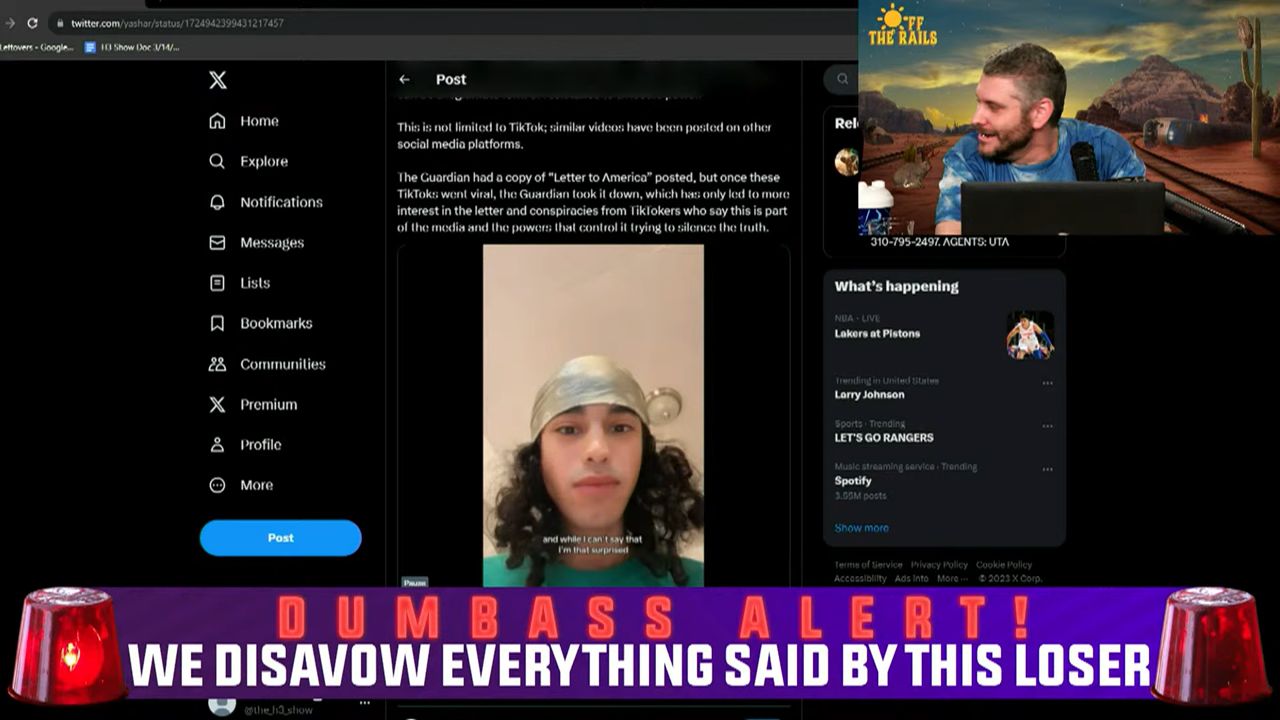 twitter.com/yashar/status/1724942399431217457
Leftovers - Google...
H3 Show Doc 3/14/...
OFF
THE RAILS
Post
Home
Explore
Notifications
Messages
Lists
Bookmarks
Communities
Premium
Profile
More
Post
This is not limited to TikTok; similar videos have been posted on other
social media platforms.
The Guardian had a copy of “Letter to America” posted, but once these
TikToks went viral, the Guardian took it down, which has only led to more
interest in the letter and conspiracies from TikTokers who say this is part
of the media and the powers that control it trying to silence the truth.
and while I can't say that
I'm that surprised
Pause
Rel
310-795-2497. AGENTS: UTA
What’s happening
NBA · LIVE
Lakers at Pistons
Trending in United States
Larry Johnson
Sports · Trending
LET'S GO RANGERS
Music streaming service · Trending
Spotify
3.55M posts
Show more
Terms of Service Privacy Policy Cookie Policy
Accessibility Ads info More ··· © 2023 X Corp.
DUMBASS ALERT!
WE DISAVOW EVERYTHING SAID BY THIS LOSER
@the_h3_show